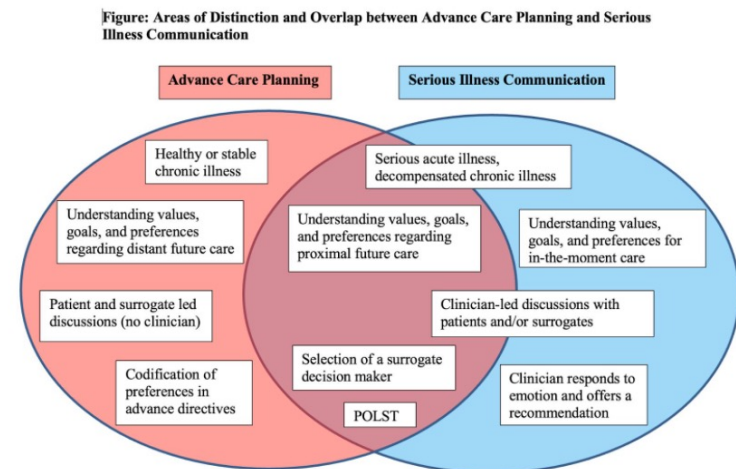 Figure: Areas of Distinction and Overlap between Advance Care Planning and Serious
Illness Communication
Advance Care Planning
Serious Illness Communication
Healthy or stable
chronic illness
Serious acute illness,
decompensated chronic illness
Understanding values,
goals, and preferences
regarding distant future care
Understanding values, goals,
and preferences regarding
proximal future care
Understanding values,
goals, and preferences for
in-the-moment care
Patient and surrogate led
discussions (no clinician)
Clinician-led discussions with
patients and/or surrogates
Codification of
preferences in
advance directives
Selection of a surrogate
decision maker
Clinician responds to
emotion and offers a
recommendation
POLST